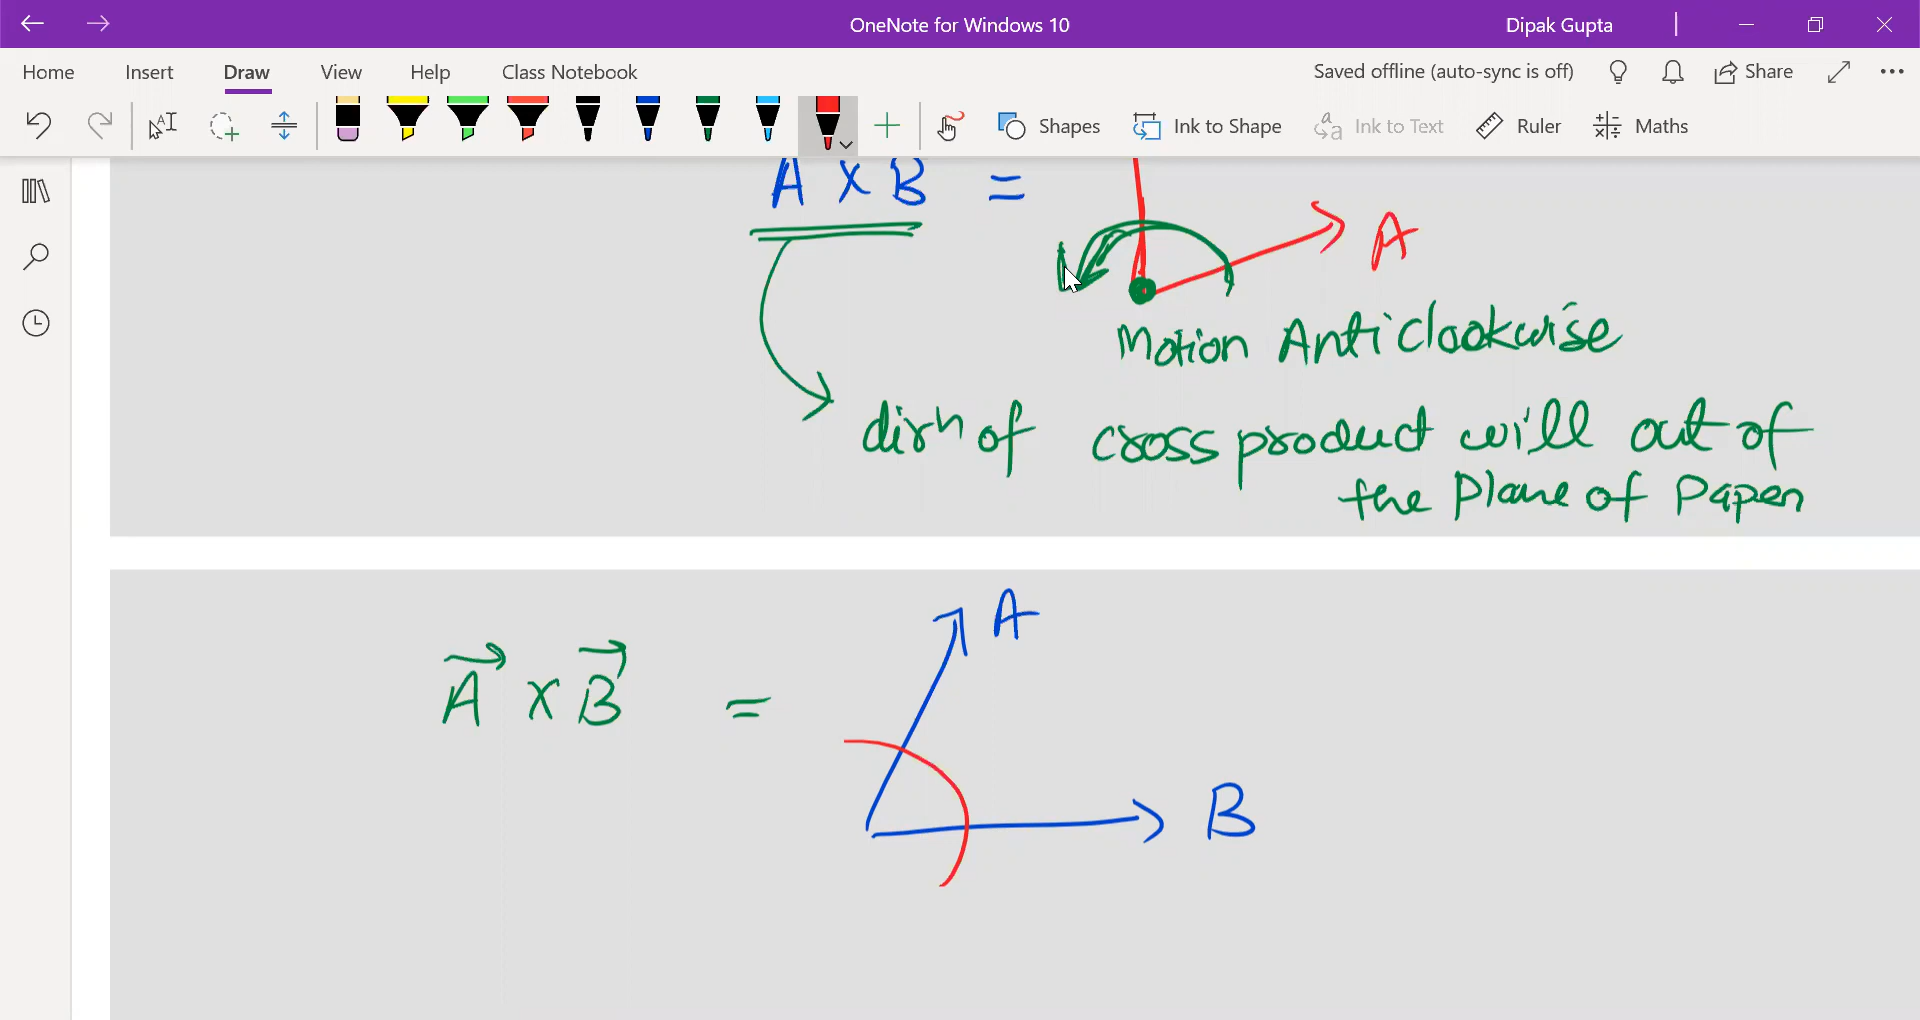 OneNote for Windows 10
Dipak Gupta
Home Insert Draw View Help Class Notebook
Saved offline (auto-sync is off) Share
Shapes Ink to Shape Ink to Text Ruler Maths
A x B =
A
Motion Anticlookwise
dirn of cross product will out of
the plane of Paper
A
A x B =
B